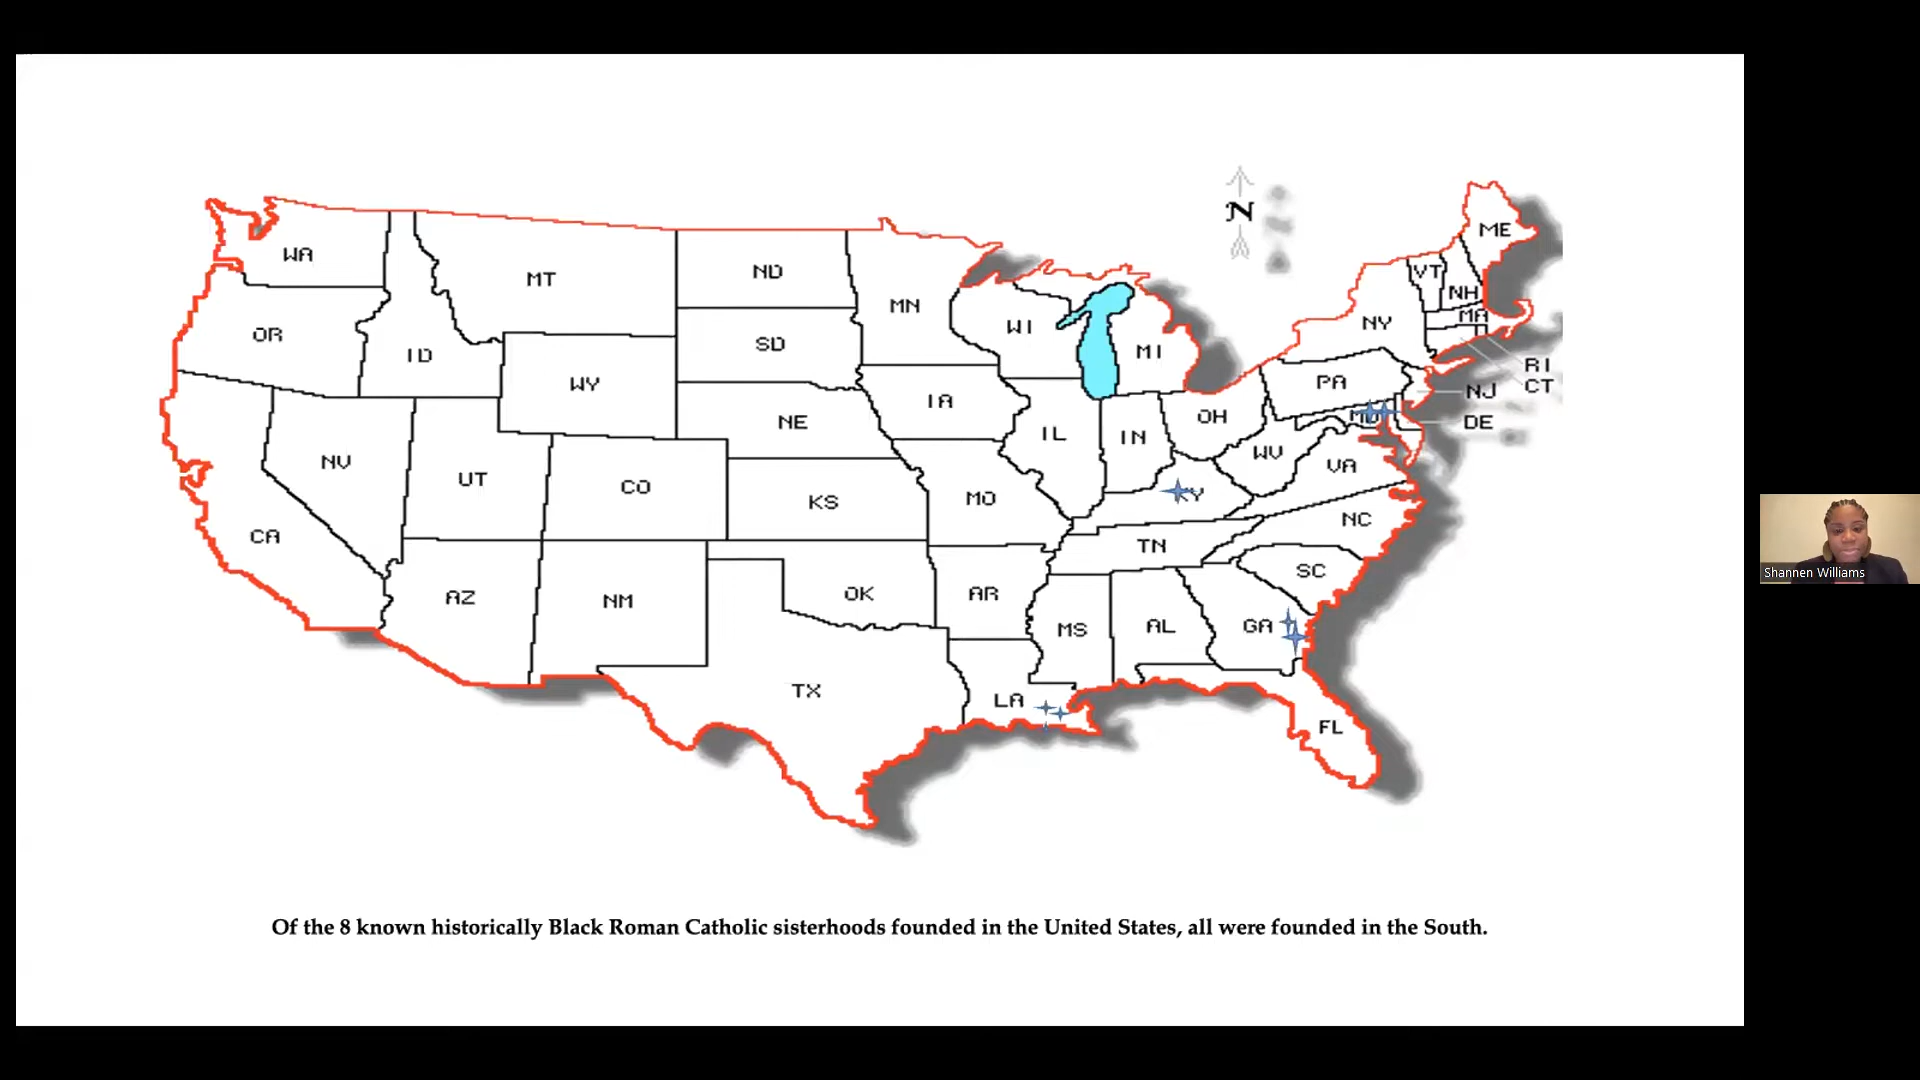 N
ME
WA
VT
MT
ND
NH
MN
MA
NY
WI
OR
SD
MI
ID
RI
PA
WY
CT
NJ
IA
OH
MD
NE
DE
IL
IN
WV
NV
VA
UT
CO
KY
MO
KS
NC
CA
TN
SC
Shannen Williams
OK
AR
AZ
NM
GA
AL
MS
TX
LA
FL
Of the 8 known historically Black Roman Catholic sisterhoods founded in the United States, all were founded in the South.